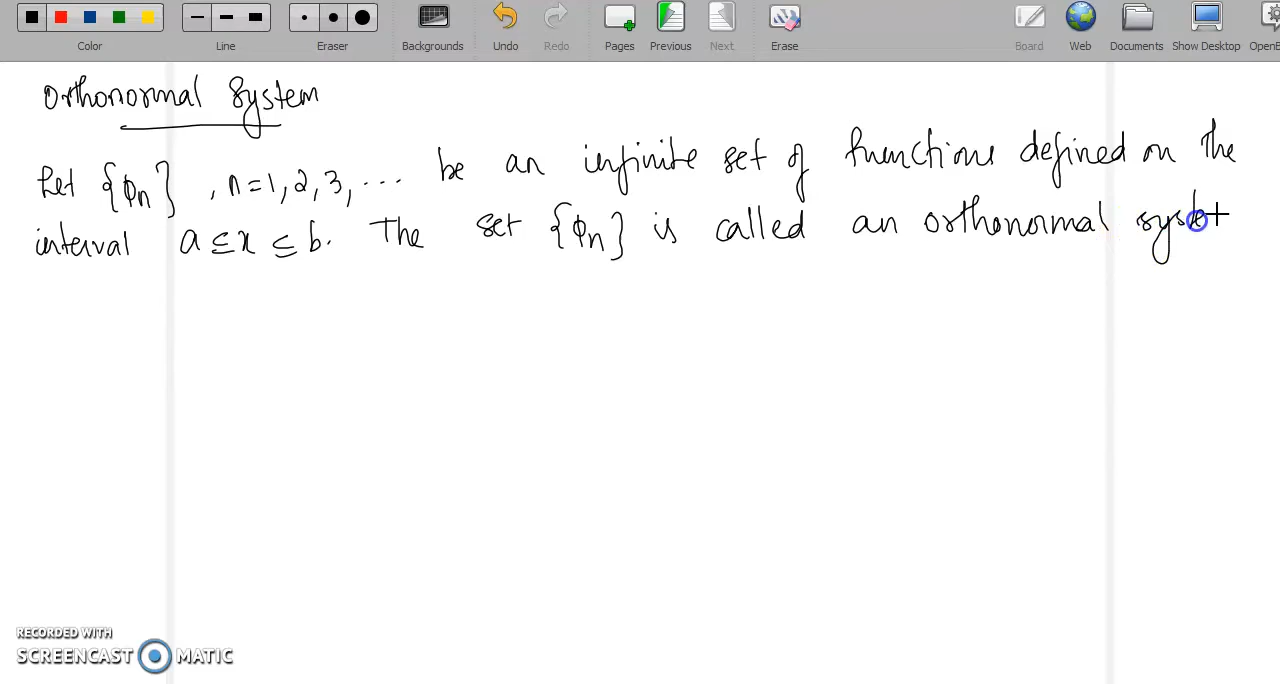 Color
Line
Eraser
Backgrounds
Undo
Redo
Pages
Previous
Next
Erase
Board
Web
Documents
Show Desktop
OpenB
Orthonormal System
Let {ϕn}, n=1, 2, 3, ... be an infinite set of functions defined on the
interval a ≤ x ≤ b. The set {ϕn} is called an orthonormal syst
RECORDED WITH
SCREENCAST MATIC